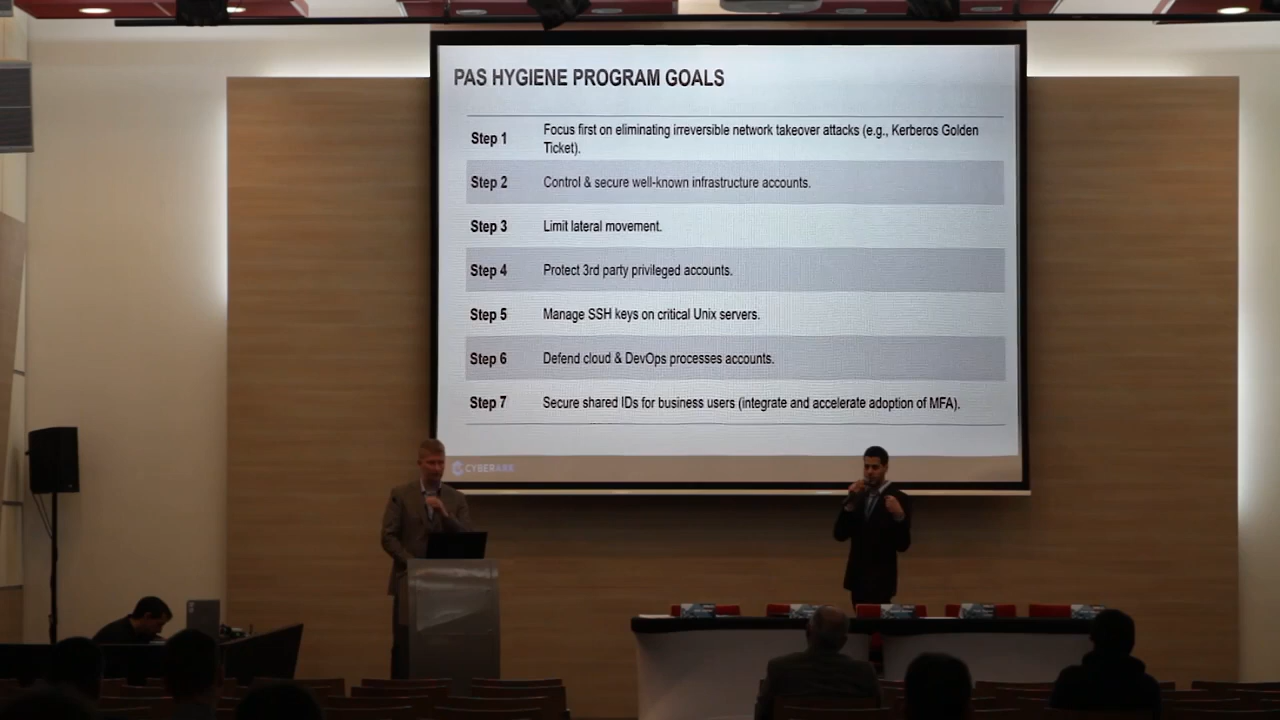 PAS HYGIENE PROGRAM GOALS
Step 1 Focus first on eliminating irreversible network takeover attacks (e.g., Kerberos Golden
Ticket).
Step 2 Control & secure well-known infrastructure accounts.
Step 3 Limit lateral movement.
Step 4 Protect 3rd party privileged accounts.
Step 5 Manage SSH keys on critical Unix servers.
Step 6 Defend cloud & DevOps processes accounts.
Step 7 Secure shared IDs for business users (integrate and accelerate adoption of MFA).
CYBERARK